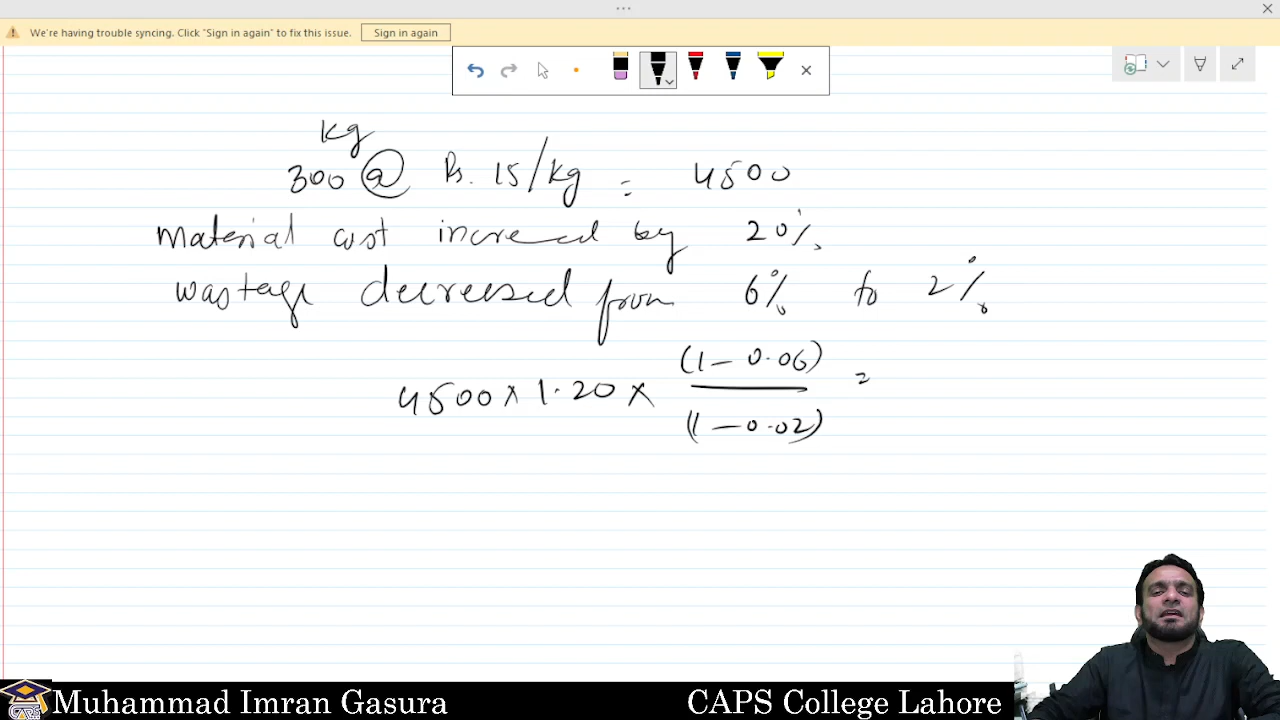 We're having trouble syncing. Click "Sign in again" to fix this issue. Sign in again
kg
300 @ Rs. 15/kg = 4500
Material cost increased by 20%
wastage decreased from 6% to 2%
4500 x 1.20 x (1 - 0.06) =
(1 - 0.02)
Muhammad Imran Gasura CAPS College Lahore